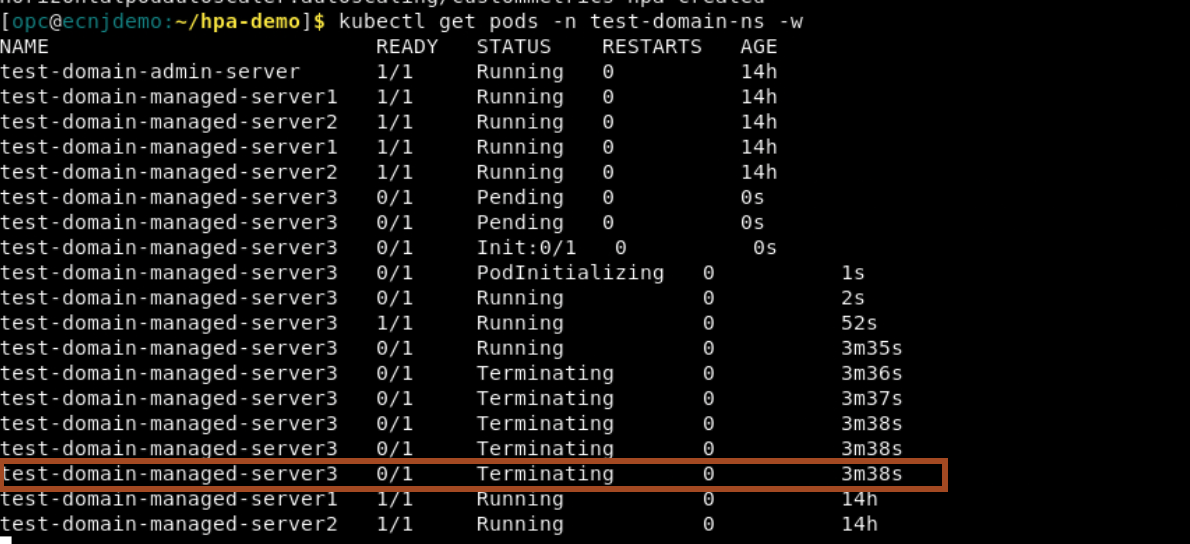 horizontalpodautoscaler.autoscaling/custommetrics-hpa created
[opc@ecnjdemo:~/hpa-demo]$ kubectl get pods -n test-domain-ns -w
NAME                          READY   STATUS    RESTARTS   AGE
test-domain-admin-server      1/1     Running   0          14h
test-domain-managed-server1   1/1     Running   0          14h
test-domain-managed-server2   1/1     Running   0          14h
test-domain-managed-server1   1/1     Running   0          14h
test-domain-managed-server2   1/1     Running   0          14h
test-domain-managed-server3   0/1     Pending   0          0s
test-domain-managed-server3   0/1     Pending   0          0s
test-domain-managed-server3   0/1     Init:0/1   0          0s
test-domain-managed-server3   0/1     PodInitializing   0          1s
test-domain-managed-server3   0/1     Running           0          2s
test-domain-managed-server3   1/1     Running           0          52s
test-domain-managed-server3   0/1     Running           0          3m35s
test-domain-managed-server3   0/1     Terminating       0          3m36s
test-domain-managed-server3   0/1     Terminating       0          3m37s
test-domain-managed-server3   0/1     Terminating       0          3m38s
test-domain-managed-server3   0/1     Terminating       0          3m38s
test-domain-managed-server3   0/1     Terminating       0          3m38s
test-domain-managed-server1   1/1     Running           0          14h
test-domain-managed-server2   1/1     Running           0          14h